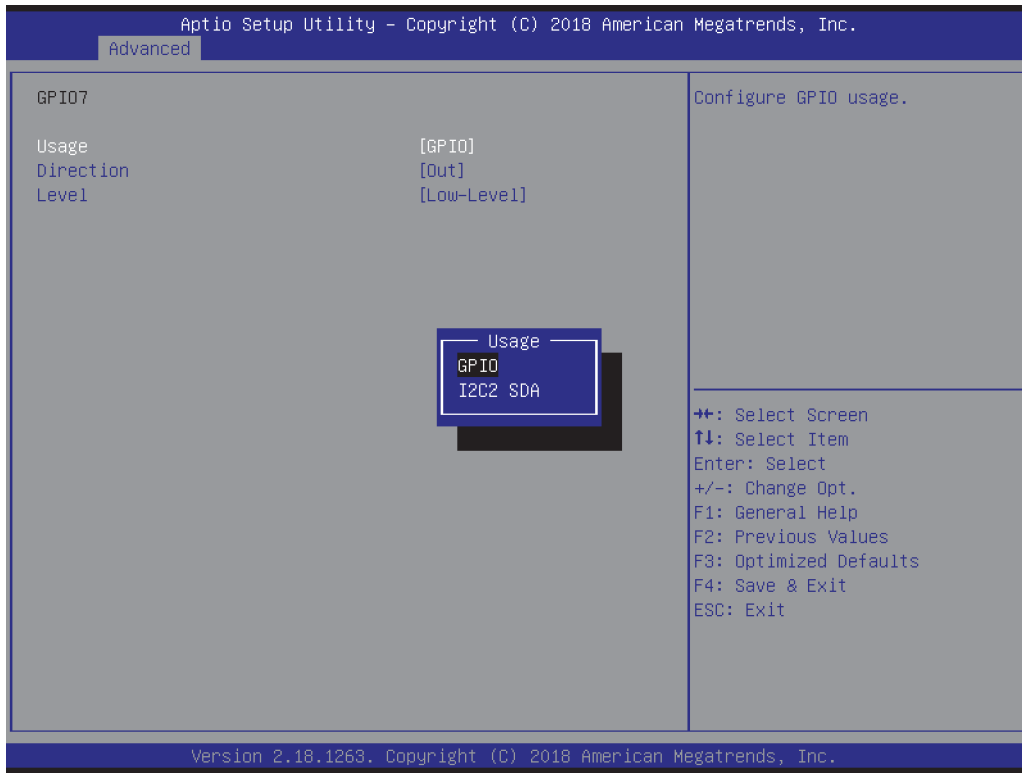 Aptio Setup Utility – Copyright (C) 2018 American Megatrends, Inc.
Advanced
GPIO7
Usage [GPIO]
Direction [Out]
Level [Low-Level]
Configure GPIO usage.
Usage
GPIO
I2C2 SDA
→←: Select Screen
↑↓: Select Item
Enter: Select
+/-: Change Opt.
F1: General Help
F2: Previous Values
F3: Optimized Defaults
F4: Save & Exit
ESC: Exit
Version 2.18.1263. Copyright (C) 2018 American Megatrends, Inc.